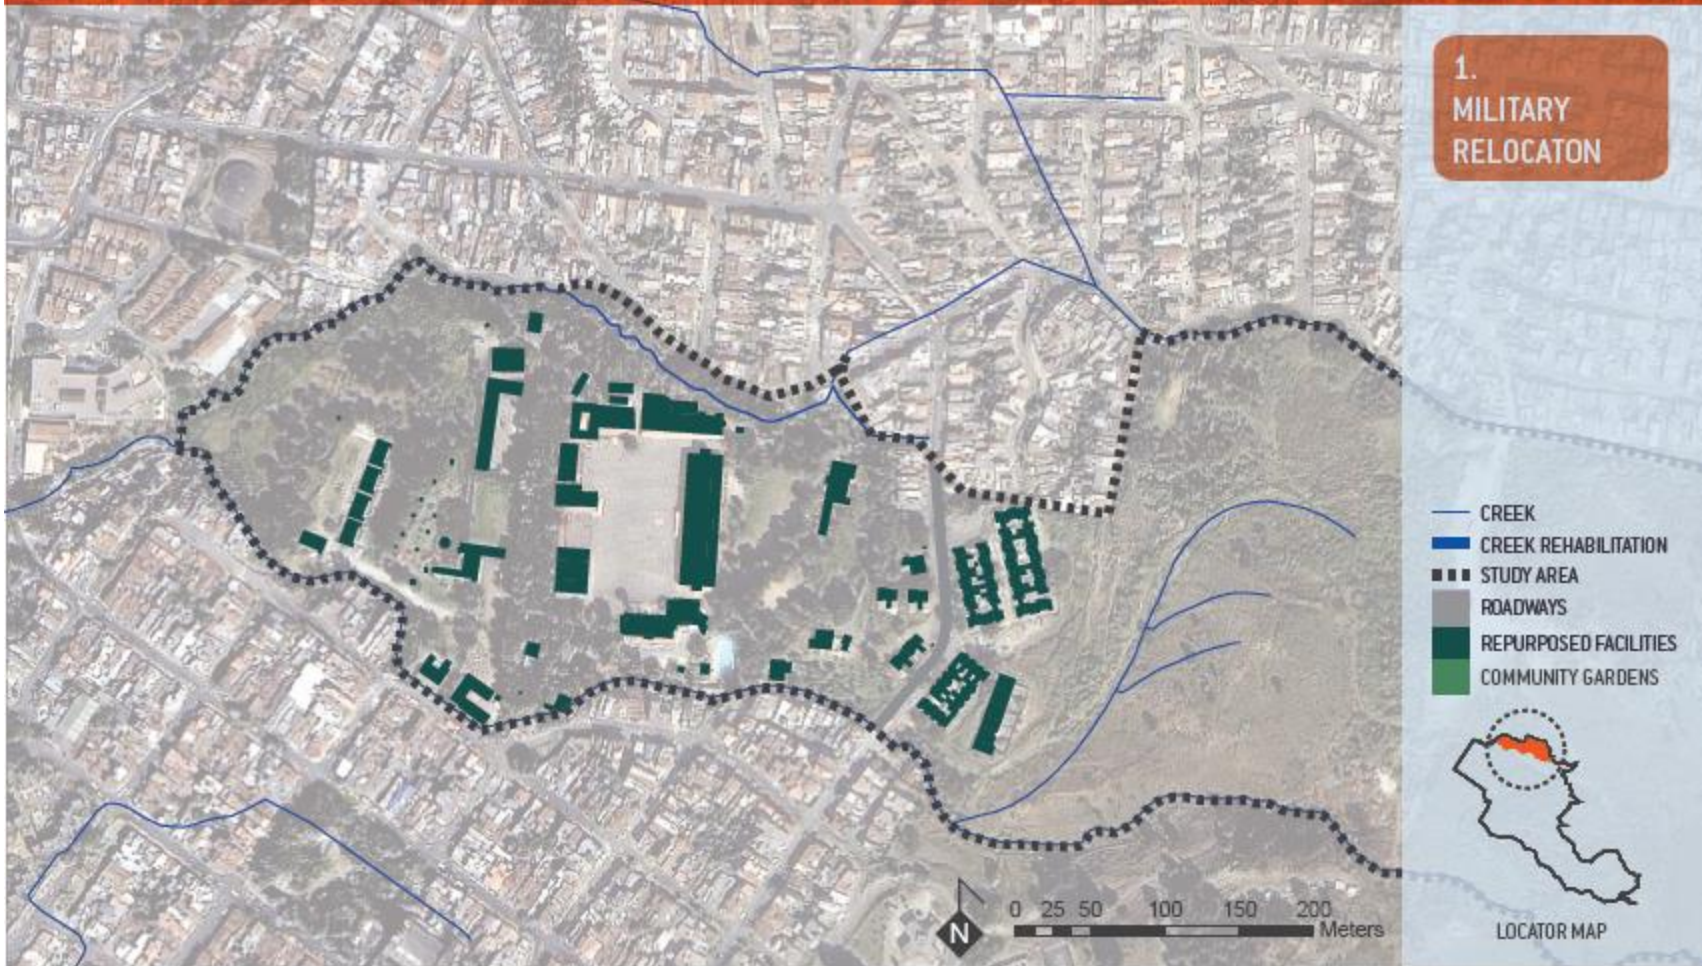 1.
MILITARY
RELOCATON
CREEK
CREEK REHABILITATION
STUDY AREA
ROADWAYS
REPURPOSED FACILITIES
COMMUNITY GARDENS
LOCATOR MAP
N
0 25 50 100 150 200
Meters